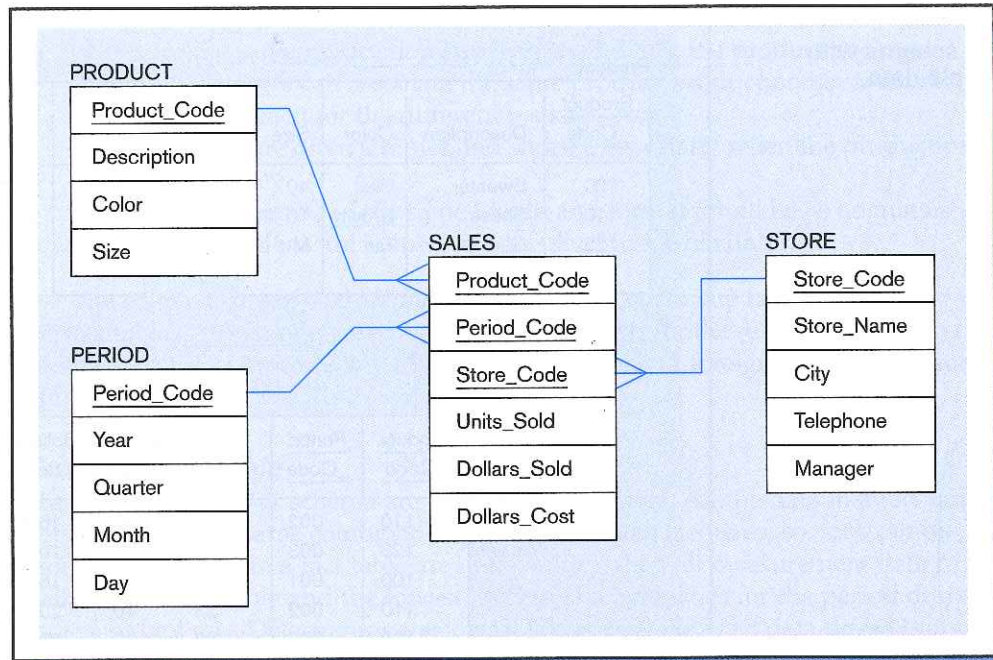 PRODUCT
Product_Code
Description
Color
Size
PERIOD
Period_Code
Year
Quarter
Month
Day
SALES
Product_Code
Period_Code
Store_Code
Units_Sold
Dollars_Sold
Dollars_Cost
STORE
Store_Code
Store_Name
City
Telephone
Manager